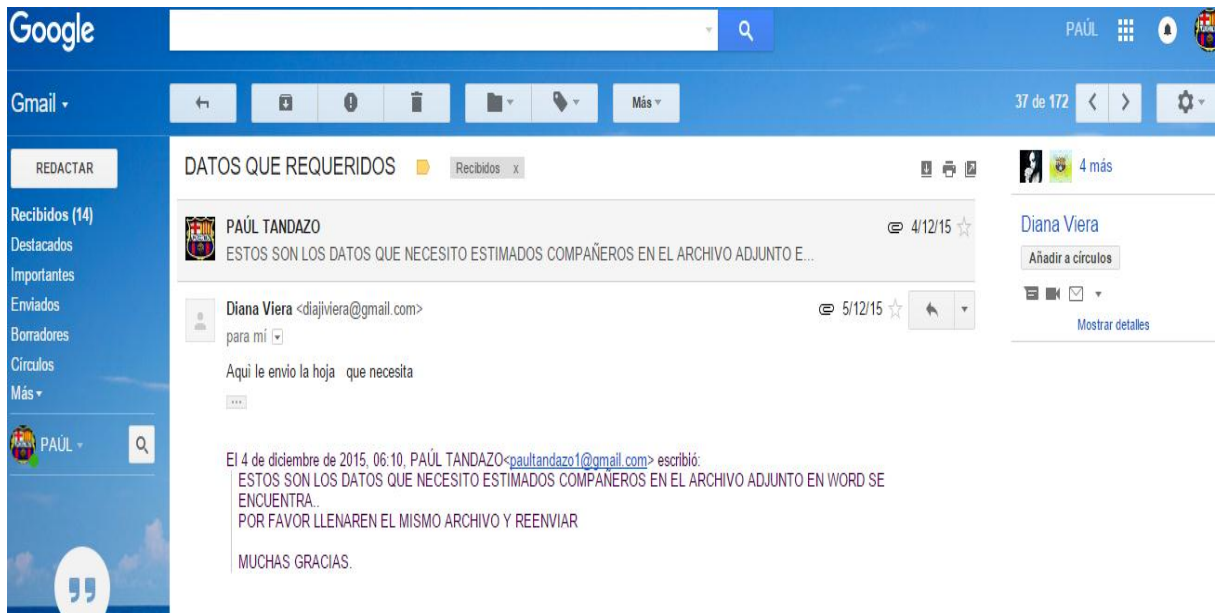 Google
PAÚL
Gmail
Más
37 de 172
REDACTAR
Recibidos (14)
Destacados
Importantes
Enviados
Borradores
Círculos
Más
PAÚL
DATOS QUE REQUERIDOS
Recibidos x
PAÚL TANDAZO
4/12/15
ESTOS SON LOS DATOS QUE NECESITO ESTIMADOS COMPAÑEROS EN EL ARCHIVO ADJUNTO E...
Diana Viera <diajiviera@gmail.com>
5/12/15
para mí
Aquì le envio la hoja que necesita
...
El 4 de diciembre de 2015, 06:10, PAÚL TANDAZO<paultandazo1@gmail.com> escribió:
ESTOS SON LOS DATOS QUE NECESITO ESTIMADOS COMPAÑEROS EN EL ARCHIVO ADJUNTO EN WORD SE
ENCUENTRA..
POR FAVOR LLENAREN EL MISMO ARCHIVO Y REENVIAR
MUCHAS GRACIAS.
4 más
Diana Viera
Añadir a círculos
Mostrar detalles